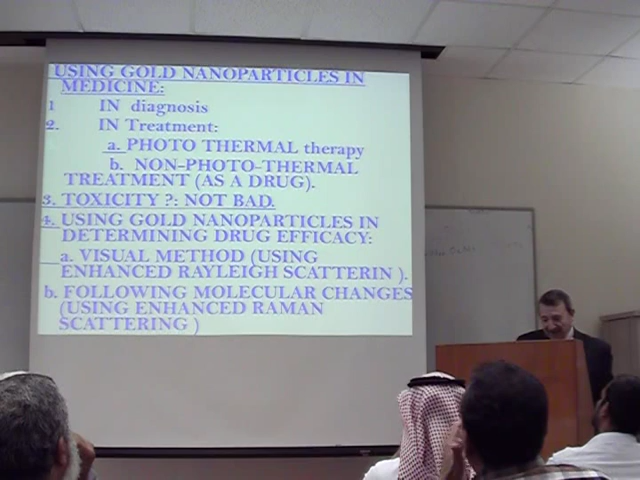 USING GOLD NANOPARTICLES IN
MEDICINE:
1 IN diagnosis
2. IN Treatment:
a. PHOTO THERMAL therapy
b. NON-PHOTO-THERMAL
TREATMENT (AS A DRUG).
3. TOXICITY ?: NOT BAD.
4. USING GOLD NANOPARTICLES IN
DETERMINING DRUG EFFICACY:
a. VISUAL METHOD (USING
ENHANCED RAYLEIGH SCATTERIN ).
b. FOLLOWING MOLECULAR CHANGES
(USING ENHANCED RAMAN
SCATTERING )